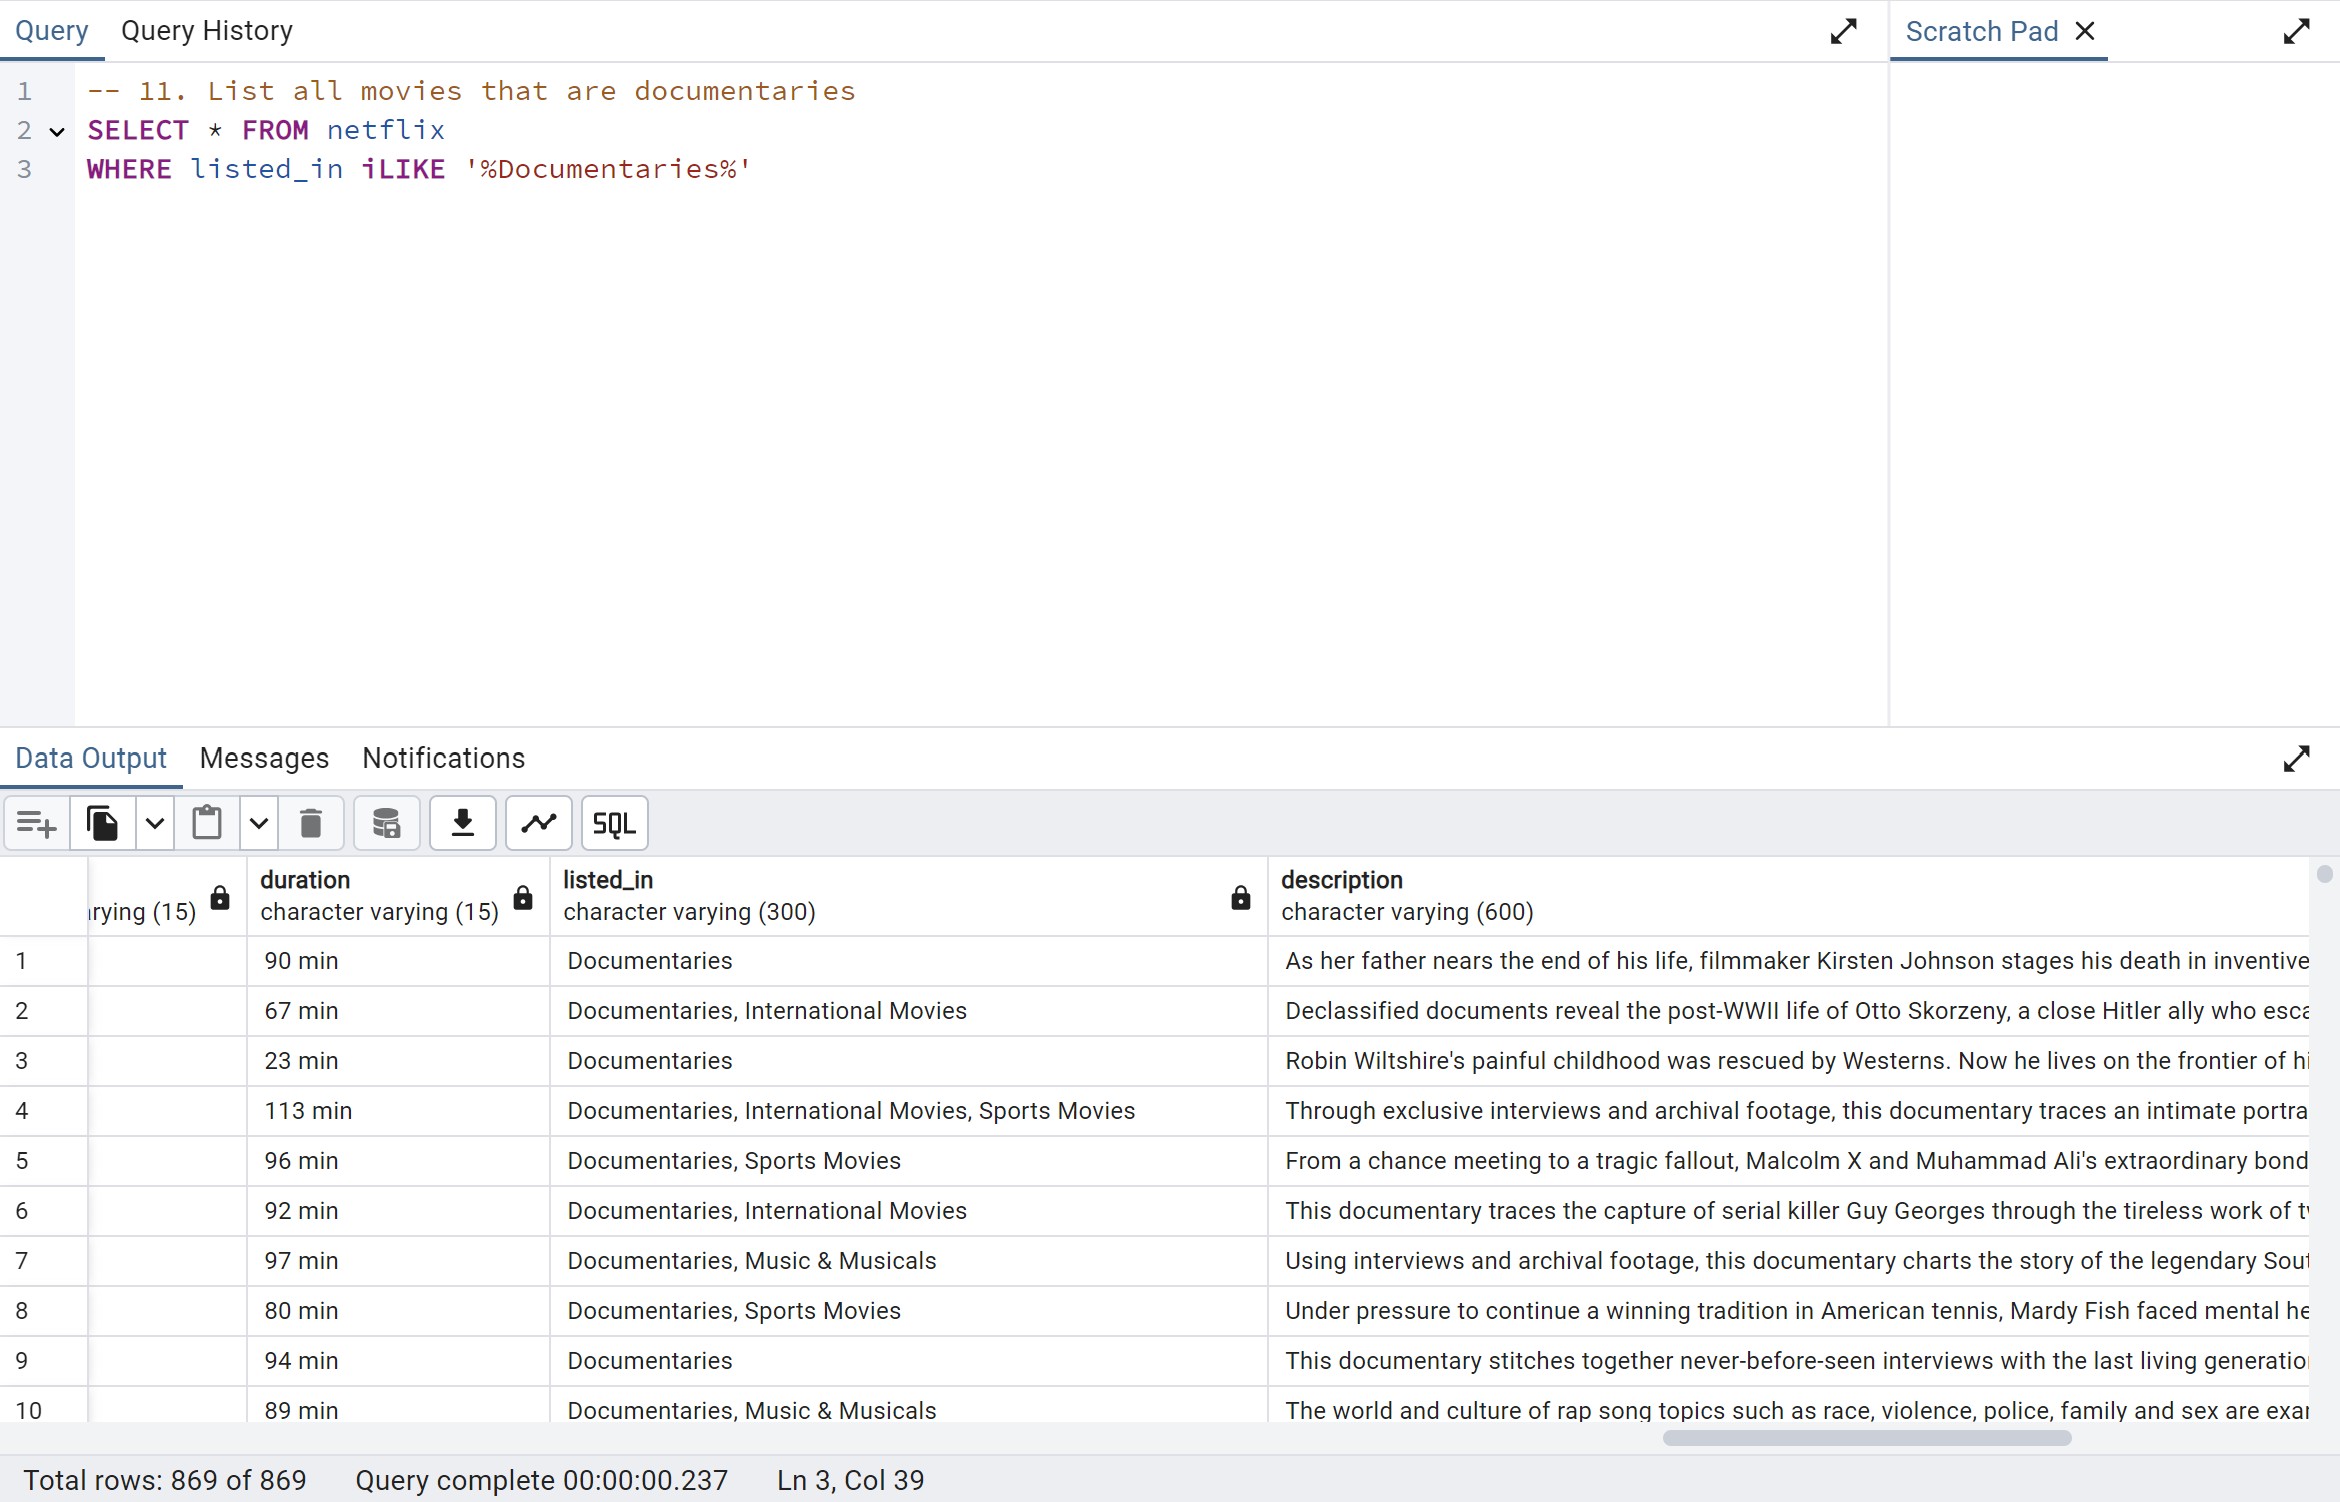 Query Query History Scratch Pad
1 -- 11. List all movies that are documentaries
2 SELECT * FROM netflix
3 WHERE listed_in iLIKE '%Documentaries%'
Data Output Messages Notifications
SQL
duration listed_in description
rying (15) character varying (15) character varying (300) character varying (600)
1 90 min Documentaries As her father nears the end of his life, filmmaker Kirsten Johnson stages his death in inventive
2 67 min Documentaries, International Movies Declassified documents reveal the post-WWII life of Otto Skorzeny, a close Hitler ally who esca
3 23 min Documentaries Robin Wiltshire's painful childhood was rescued by Westerns. Now he lives on the frontier of hi
4 113 min Documentaries, International Movies, Sports Movies Through exclusive interviews and archival footage, this documentary traces an intimate portra
5 96 min Documentaries, Sports Movies From a chance meeting to a tragic fallout, Malcolm X and Muhammad Ali's extraordinary bond
6 92 min Documentaries, International Movies This documentary traces the capture of serial killer Guy Georges through the tireless work of
7 97 min Documentaries, Music & Musicals Using interviews and archival footage, this documentary charts the story of the legendary Sout
8 80 min Documentaries, Sports Movies Under pressure to continue a winning tradition in American tennis, Mardy Fish faced mental he
9 94 min Documentaries This documentary stitches together never-before-seen interviews with the last living generatio
10 89 min Documentaries, Music & Musicals The world and culture of rap song topics such as race, violence, police, family and sex are exa
Total rows: 869 of 869 Query complete 00:00:00.237 Ln 3, Col 39